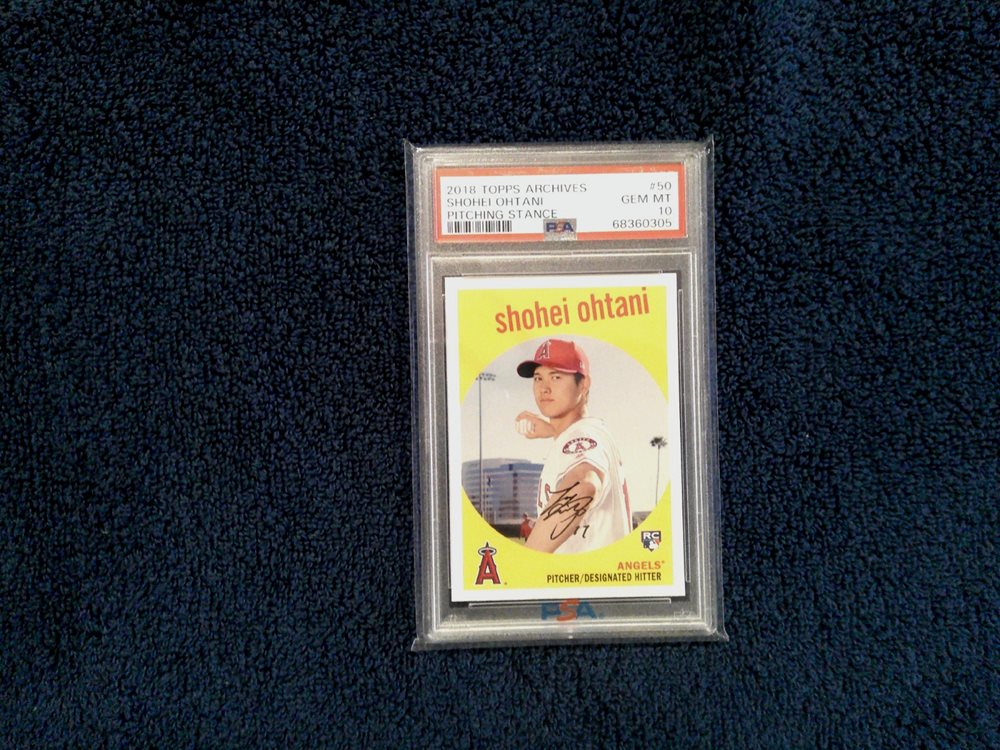 2018 TOPPS ARCHIVES #50
SHOHEI OHTANI GEM MT
PITCHING STANCE 10
PSA 68360305
shohei ohtani
A
17
RC
A
ANGELS
PITCHER/DESIGNATED HITTER
PSA